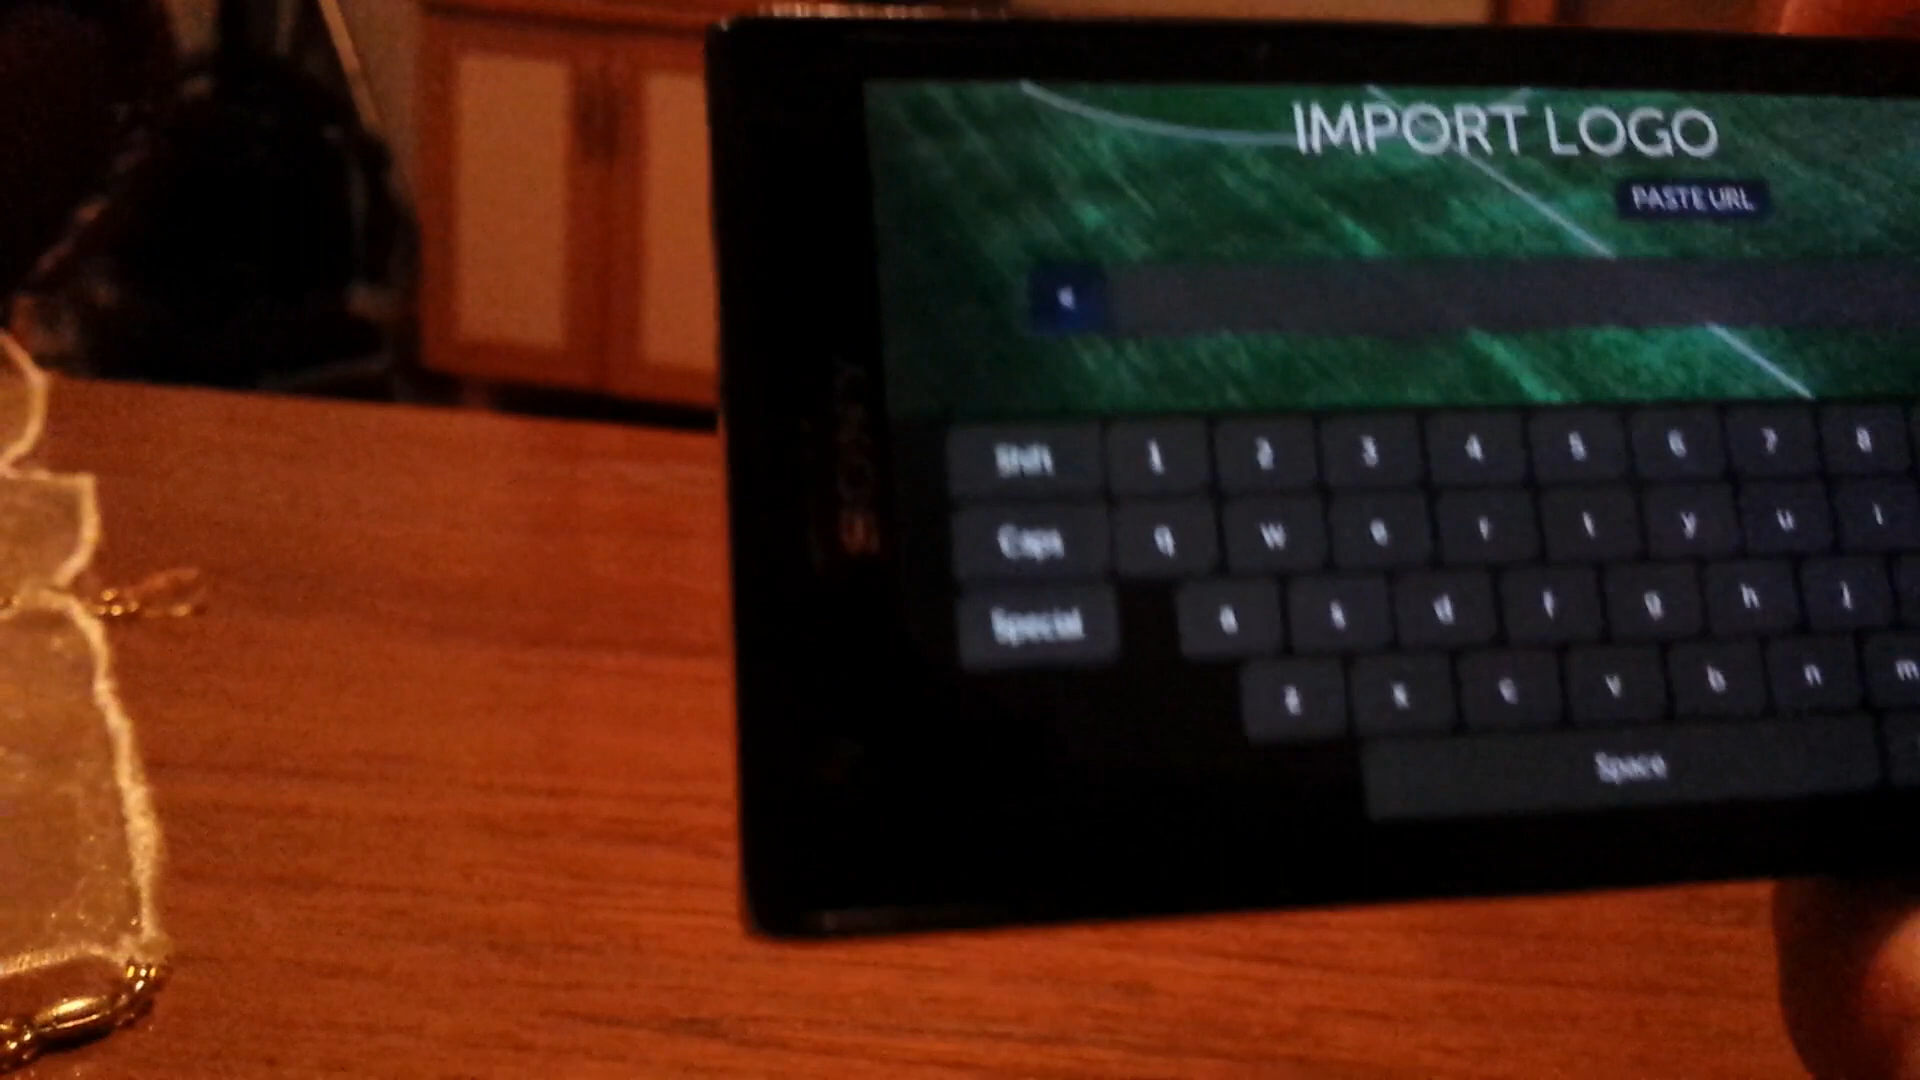 IMPORT LOGO
PASTE URL
Shift 1 2 3 4 5 6 7 8
Caps q w e r t y u i
Special a s d f g h j
z x c v b n m
Space
SONY